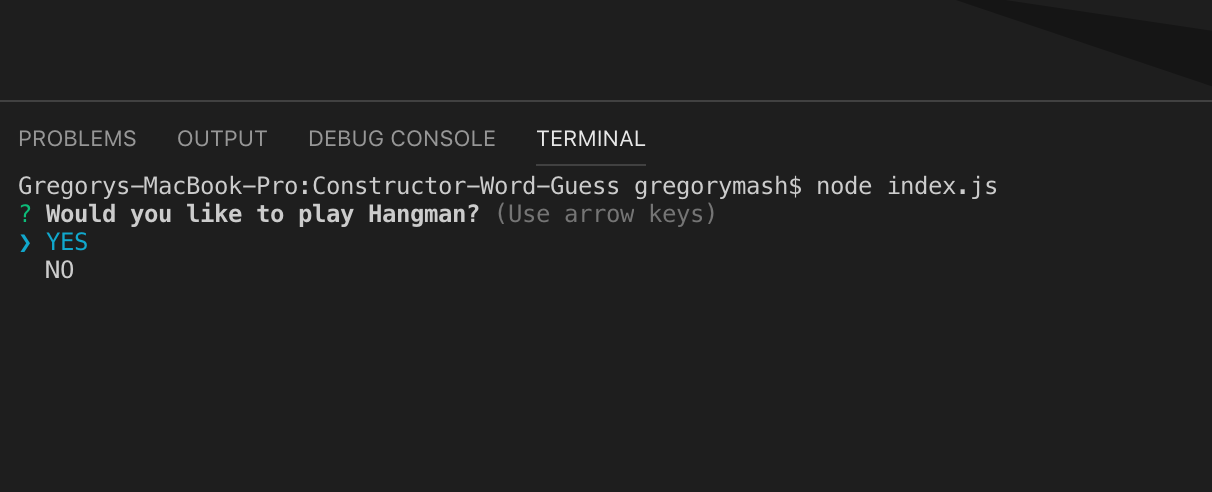 PROBLEMS OUTPUT DEBUG CONSOLE TERMINAL
Gregorys-MacBook-Pro:Constructor-Word-Guess gregorymash$ node index.js
? Would you like to play Hangman? (Use arrow keys)
❯ YES
NO